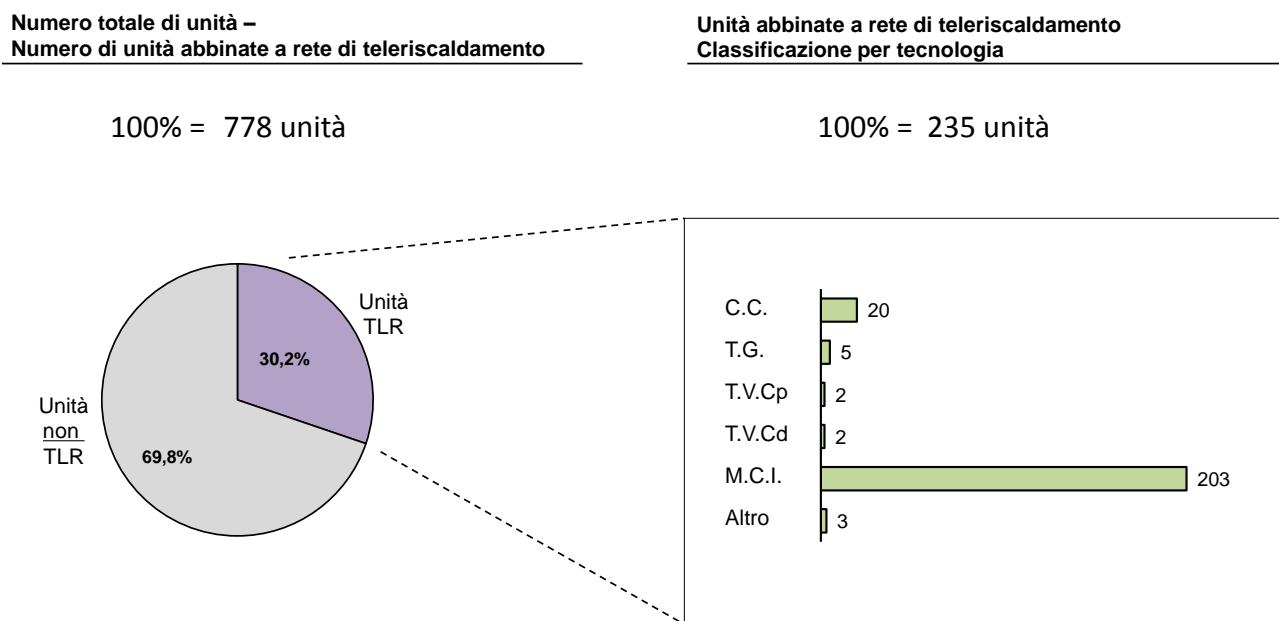 Numero totale di unità –
Numero di unità abbinate a rete di teleriscaldamento
100% = 778 unità
Unità
TLR
30,2%
Unità
non
TLR
69,8%
Unità abbinate a rete di teleriscaldamento
Classificazione per tecnologia
100% = 235 unità
C.C. 20
T.G. 5
T.V.Cp 2
T.V.Cd 2
M.C.I. 203
Altro 3